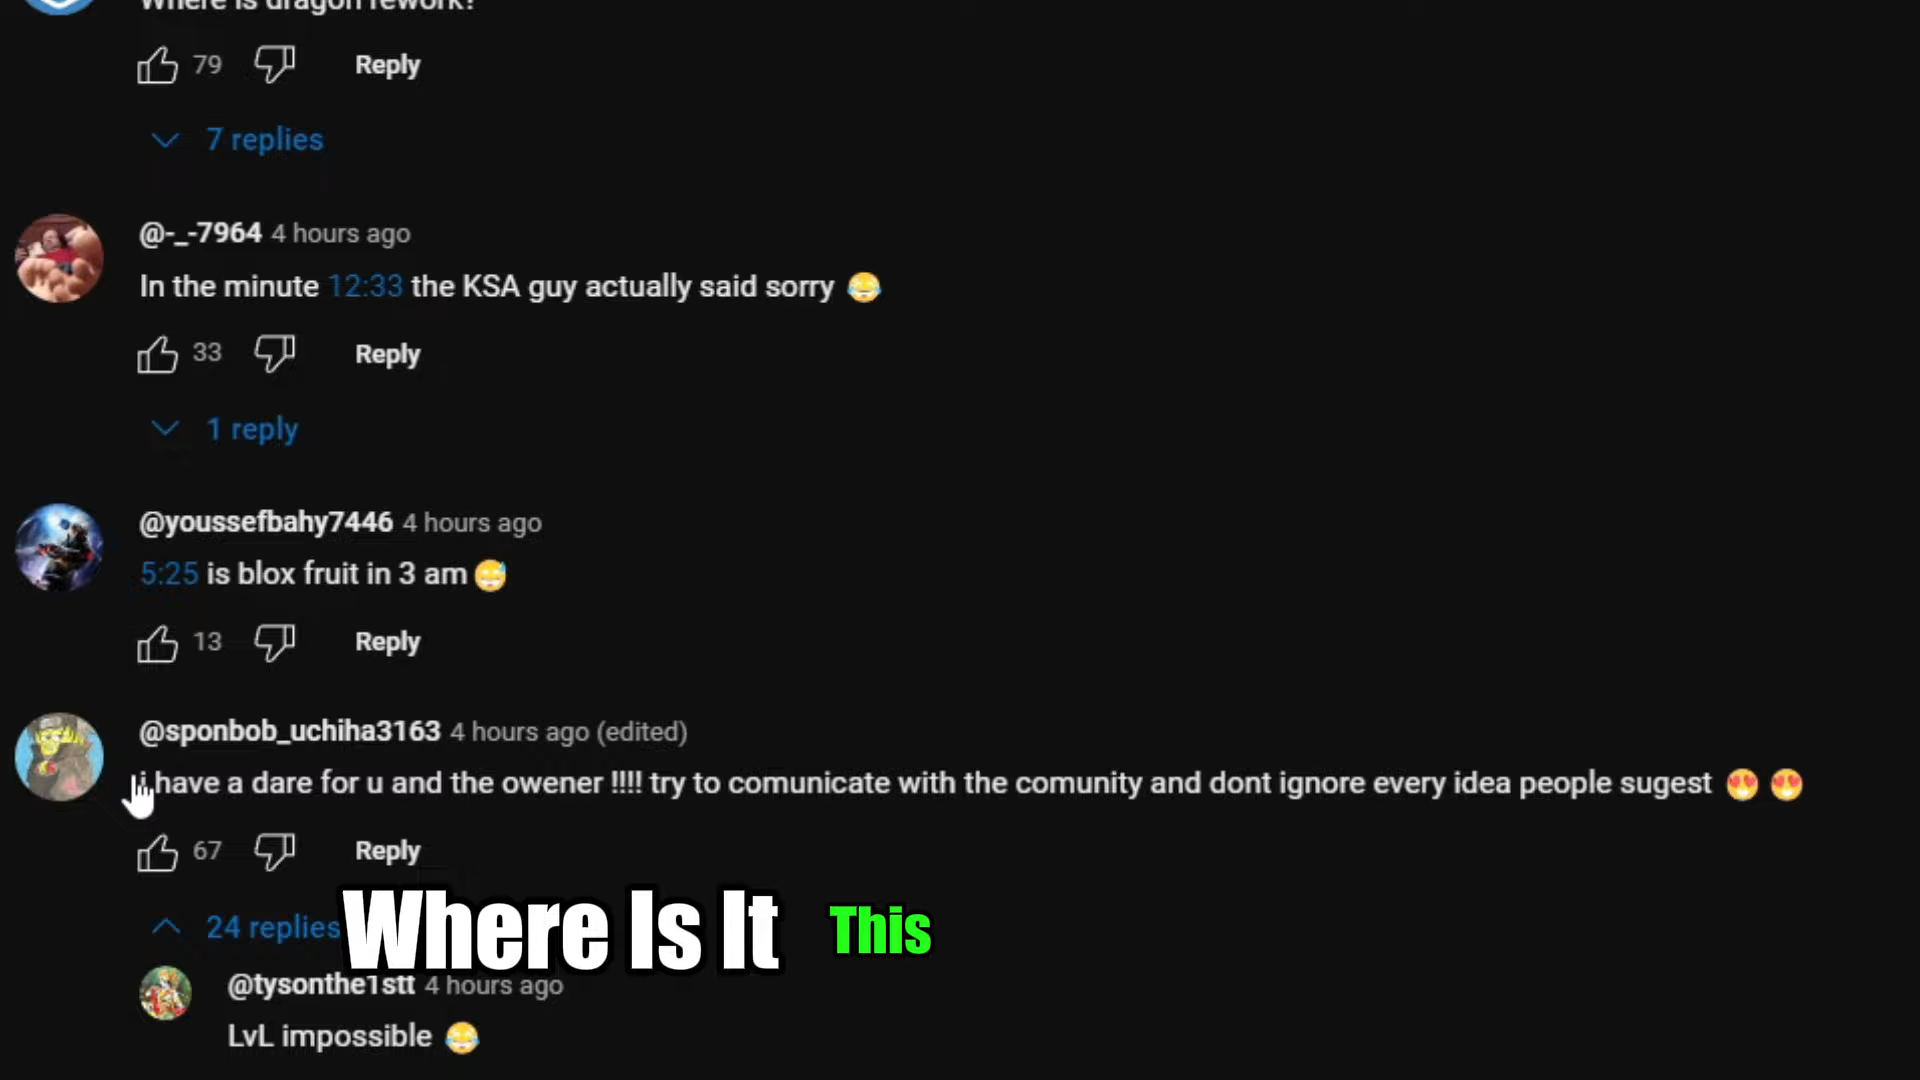 Where is dragon rework?
79 Reply
7 replies
@-_-7964 4 hours ago
In the minute 12:33 the KSA guy actually said sorry 😂
33 Reply
1 reply
@youssefbahy7446 4 hours ago
5:25 is blox fruit in 3 am 😅
13 Reply
@sponbob_uchiha3163 4 hours ago (edited)
i have a dare for u and the owener !!!! try to comunicate with the comunity and dont ignore every idea people sugest 😍 😍
67 Reply
24 replies
Where Is It This
@tysonthe1stt 4 hours ago
LvL impossible 😂